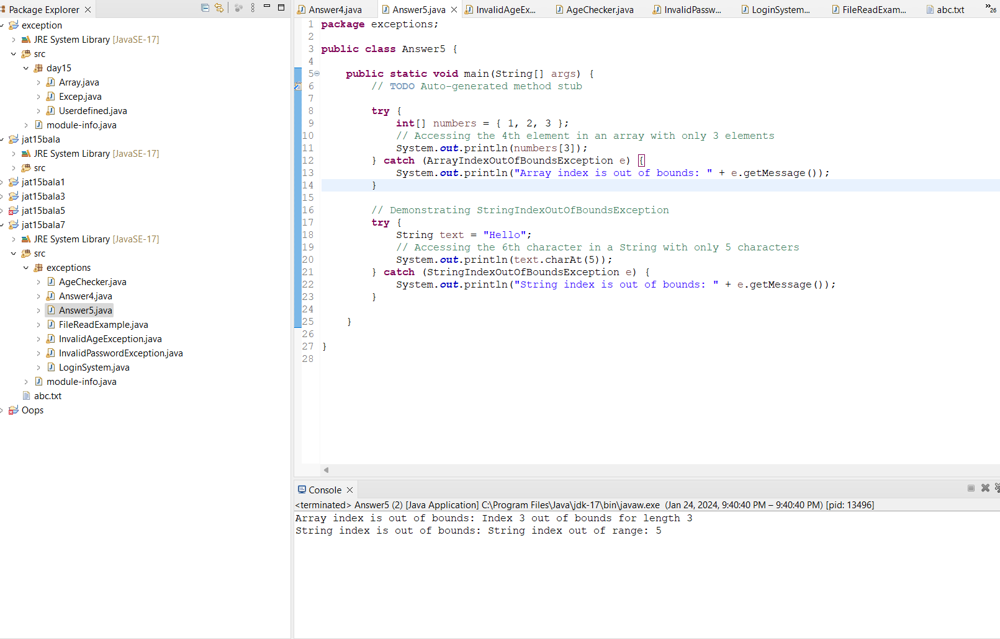 Package Explorer
exception
JRE System Library [JavaSE-17]
src
day15
Array.java
Excep.java
Userdefined.java
module-info.java
jat15bala
JRE System Library [JavaSE-17]
src
jat15bala1
jat15bala3
jat15bala5
jat15bala7
JRE System Library [JavaSE-17]
src
exceptions
AgeChecker.java
Answer4.java
Answer5.java
FileReadExample.java
InvalidAgeException.java
InvalidPasswordException.java
LoginSystem.java
module-info.java
abc.txt
Oops
Answer4.java Answer5.java InvalidAgeEx... AgeChecker.java InvalidPassw... LoginSystem... FileReadExam... abc.txt »26
1 package exceptions;
2
3 public class Answer5 {
4
5     public static void main(String[] args) {
6         // TODO Auto-generated method stub
7
8         try {
9             int[] numbers = { 1, 2, 3 };
10             // Accessing the 4th element in an array with only 3 elements
11             System.out.println(numbers[3]);
12         } catch (ArrayIndexOutOfBoundsException e) {
13             System.out.println("Array index is out of bounds: " + e.getMessage());
14         }
15
16         // Demonstrating StringIndexOutOfBoundsException
17         try {
18             String text = "Hello";
19             // Accessing the 6th character in a String with only 5 characters
20             System.out.println(text.charAt(5));
21         } catch (StringIndexOutOfBoundsException e) {
22             System.out.println("String index is out of bounds: " + e.getMessage());
23         }
24
25     }
26
27 }
28
Console
<terminated> Answer5 (2) [Java Application] C:\Program Files\Java\jdk-17\bin\javaw.exe (Jan 24, 2024, 9:40:40 PM – 9:40:40 PM) [pid: 13496]
Array index is out of bounds: Index 3 out of bounds for length 3
String index is out of bounds: String index out of range: 5